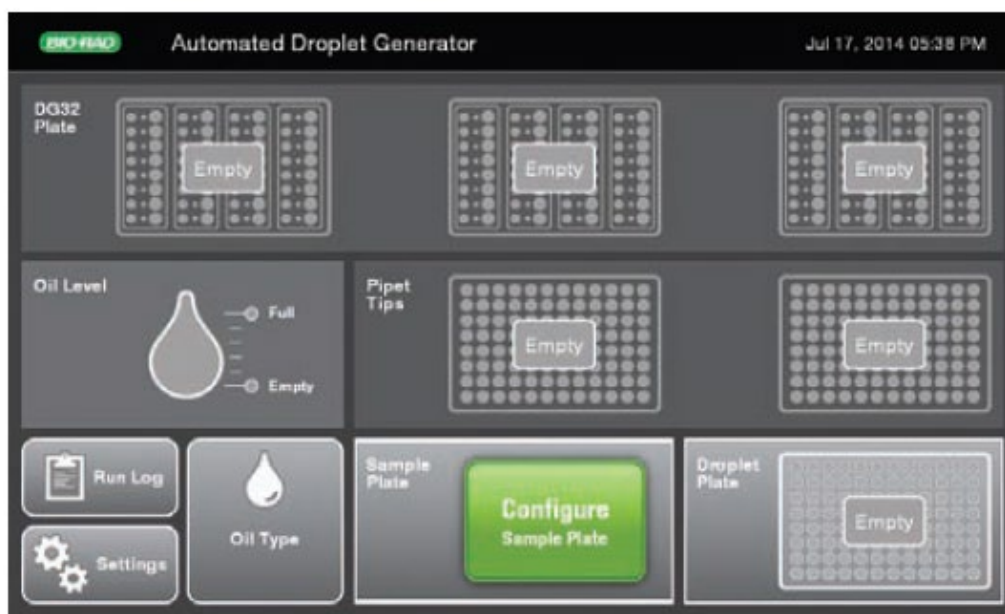 BIO-RAD Automated Droplet Generator Jul 17, 2014 05:38 PM
DG32
Plate
Empty
Empty
Empty
Oil Level
Full
Empty
Pipet
Tips
Empty
Empty
Run Log
Settings
Oil Type
Sample
Plate
Configure
Sample Plate
Droplet
Plate
Empty